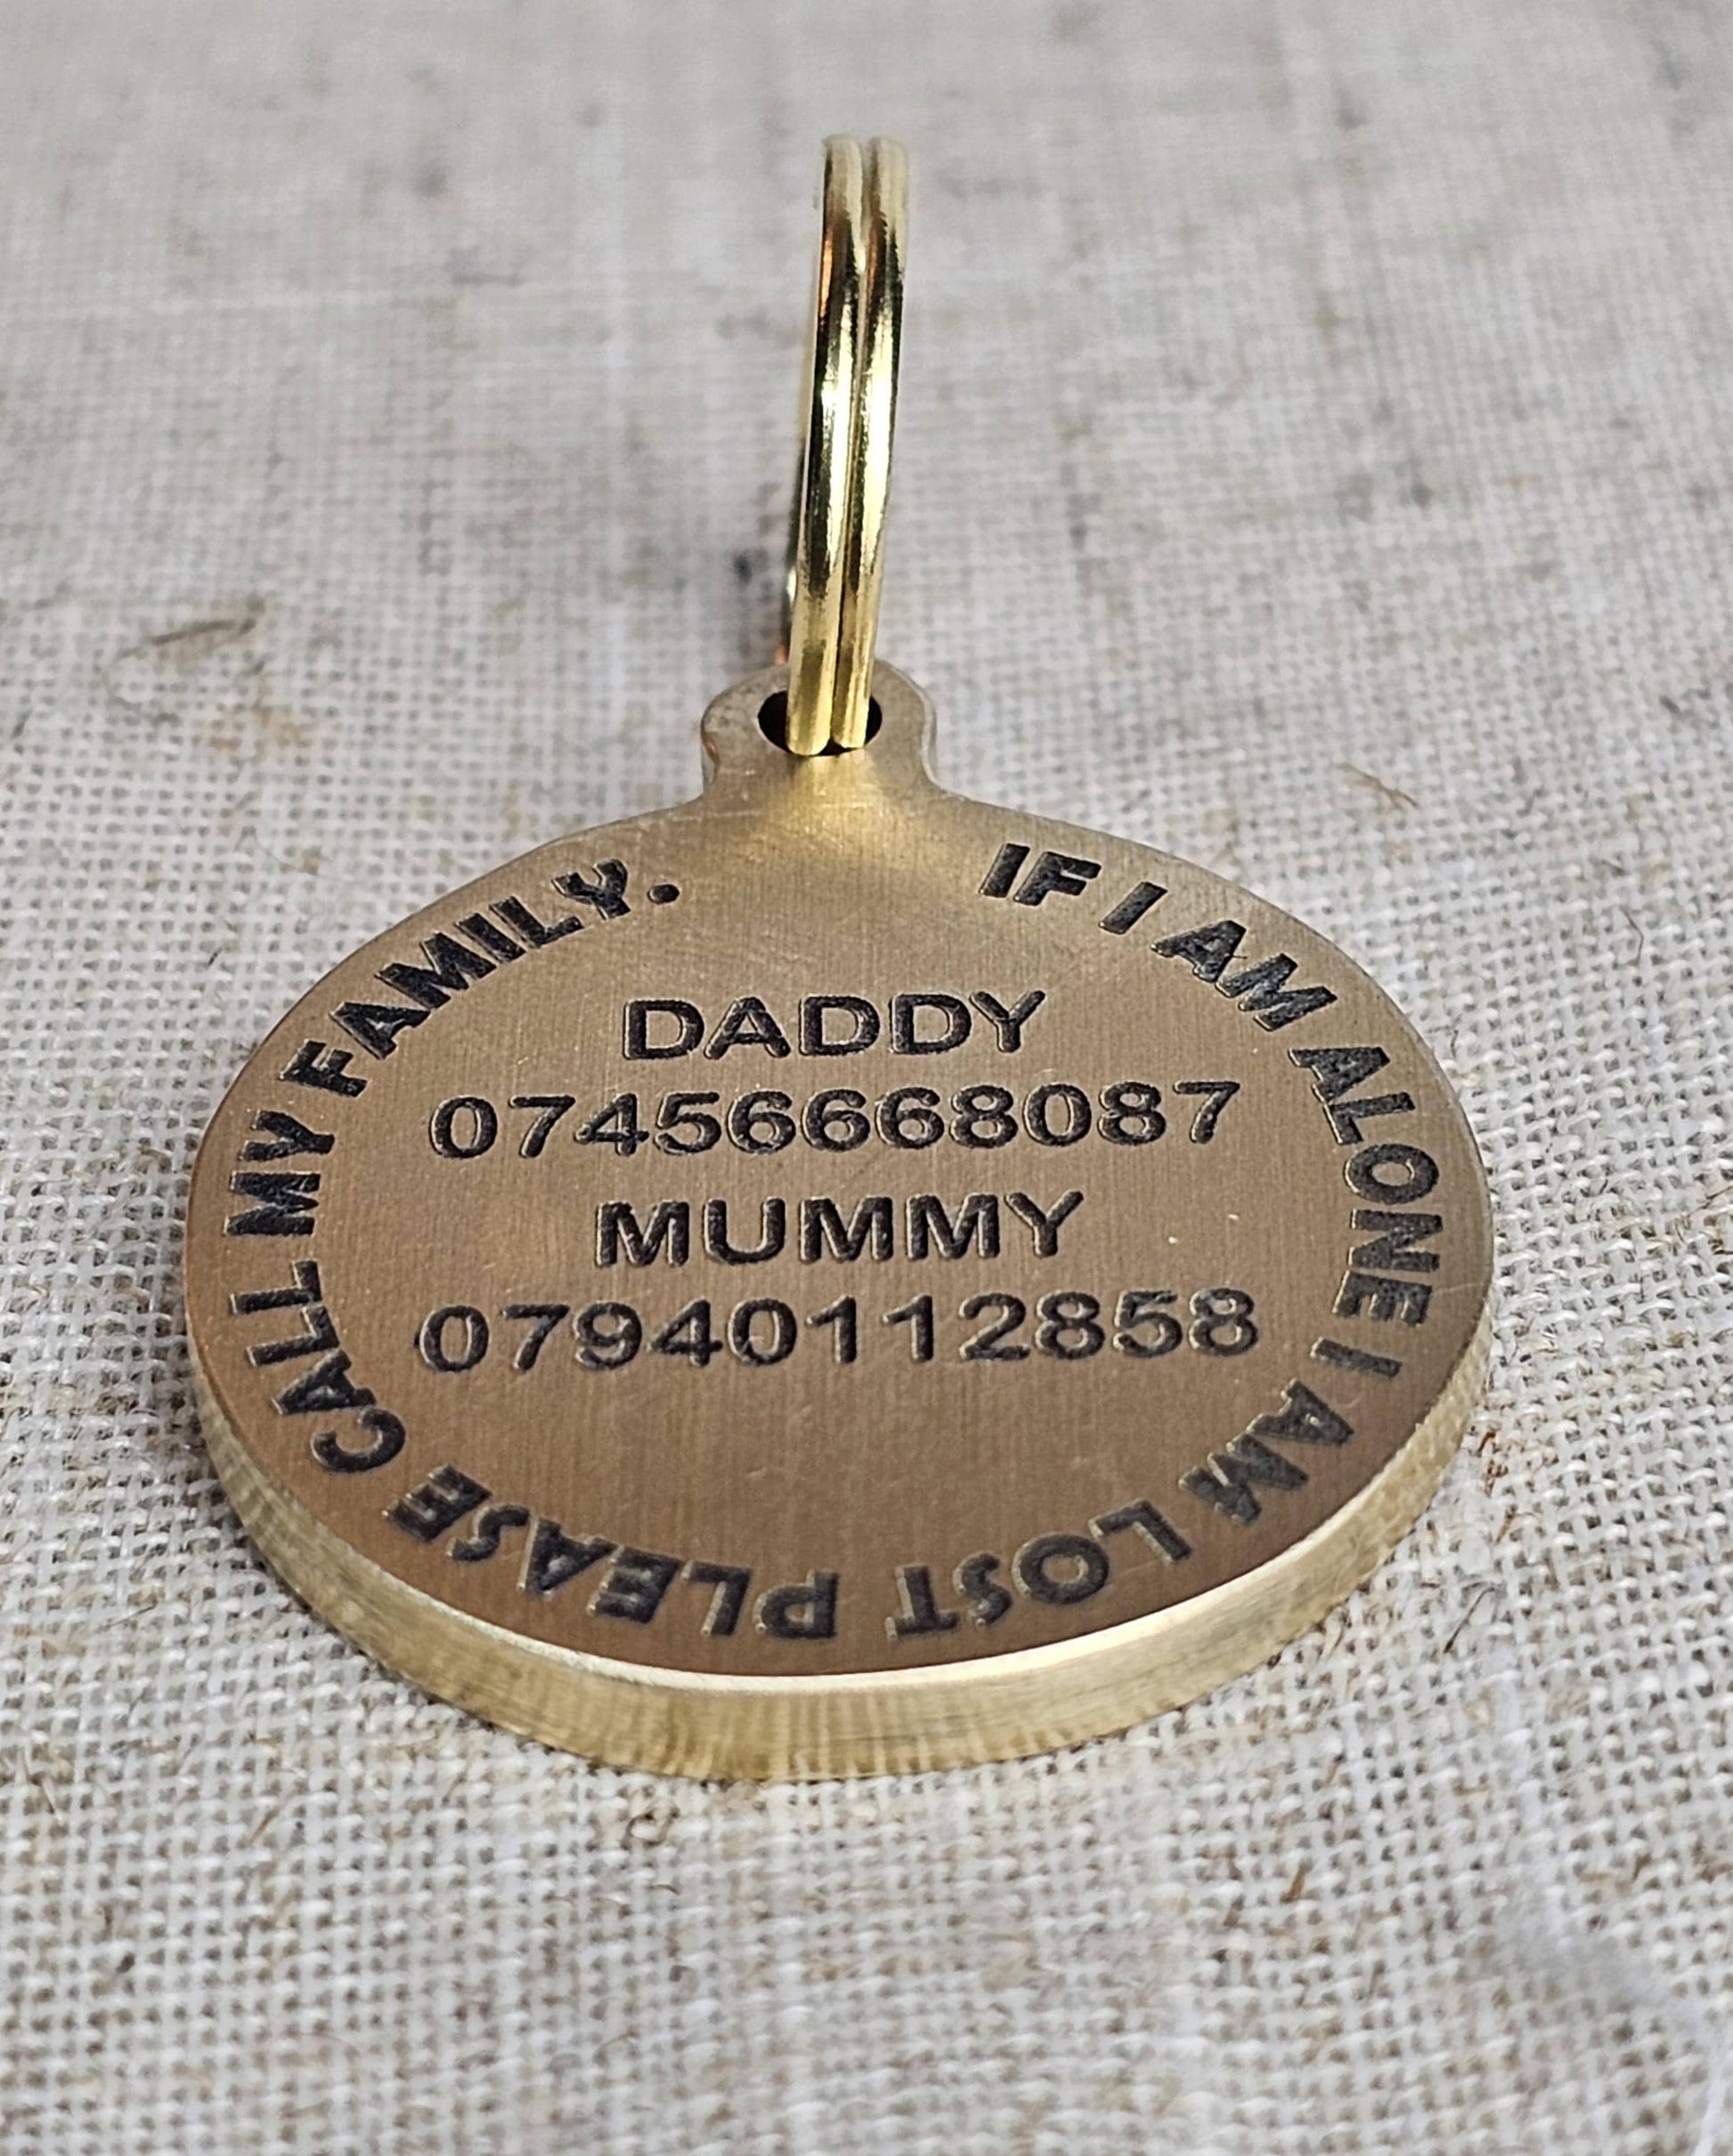 IF I AM ALONE I AM LOST PLEASE CALL MY FAMILY.
DADDY
07456668087
MUMMY
07940112858